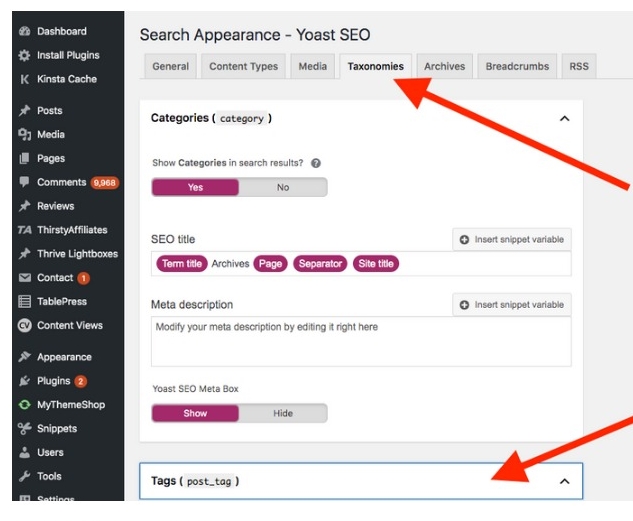 Dashboard
Install Plugins
Kinsta Cache
Posts
Media
Pages
Comments 9,968
Reviews
TA ThirstyAffiliates
Thrive Lightboxes
Contact 1
TablePress
CV Content Views
Appearance
Plugins 2
MyThemeShop
Snippets
Users
Tools
Settings
Search Appearance - Yoast SEO
General Content Types Media Taxonomies Archives Breadcrumbs RSS
Categories ( category )
Show Categories in search results? ?
Yes No
SEO title Insert snippet variable
Term title Archives Page Separator Site title
Meta description Insert snippet variable
Modify your meta description by editing it right here
Yoast SEO Meta Box
Show Hide
Tags ( post_tag )